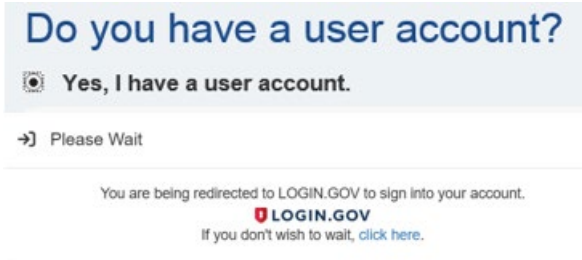 Do you have a user account?
Yes, I have a user account.
Please Wait
You are being redirected to LOGIN.GOV to sign into your account.
LOGIN.GOV
If you don't wish to wait, click here.